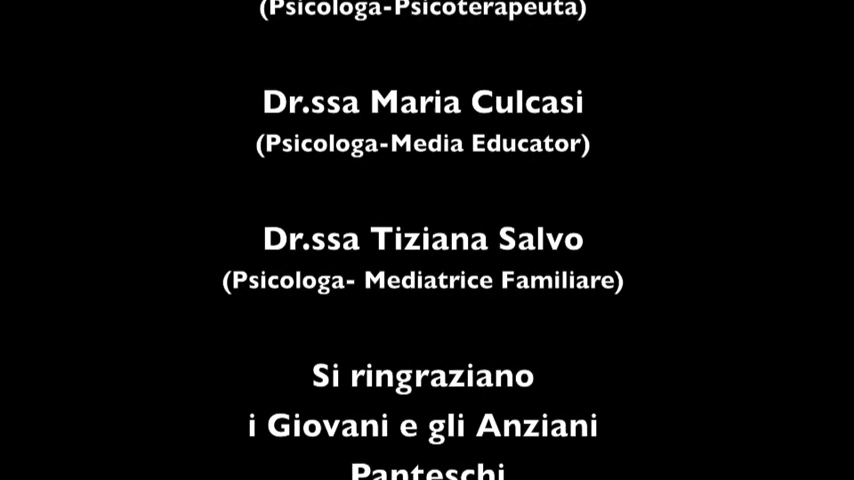 (Psicologa-Psicoterapeuta)
Dr.ssa Maria Culcasi
(Psicologa-Media Educator)
Dr.ssa Tiziana Salvo
(Psicologa- Mediatrice Familiare)
Si ringraziano
i Giovani e gli Anziani
Panteschi